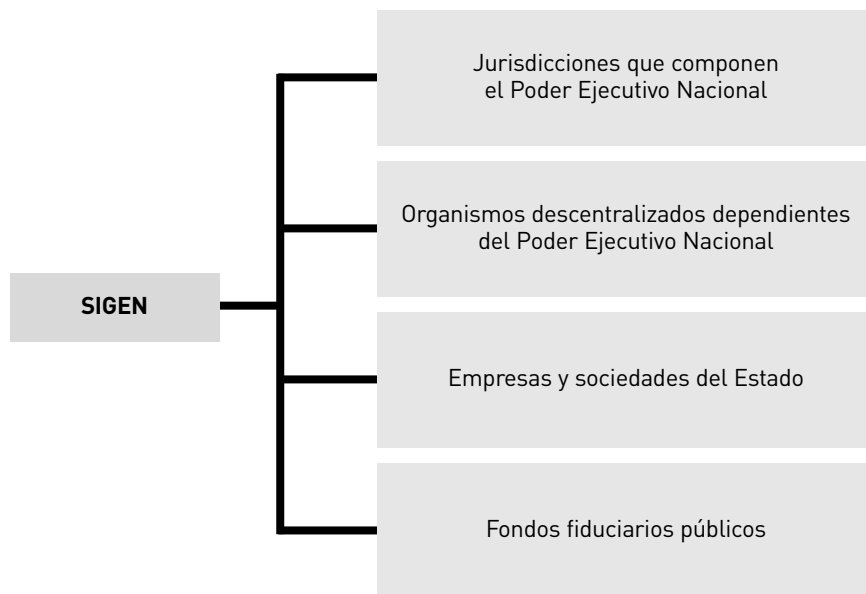 SIGEN
Jurisdicciones que componen
el Poder Ejecutivo Nacional
Organismos descentralizados dependientes
del Poder Ejecutivo Nacional
Empresas y sociedades del Estado
Fondos fiduciarios públicos